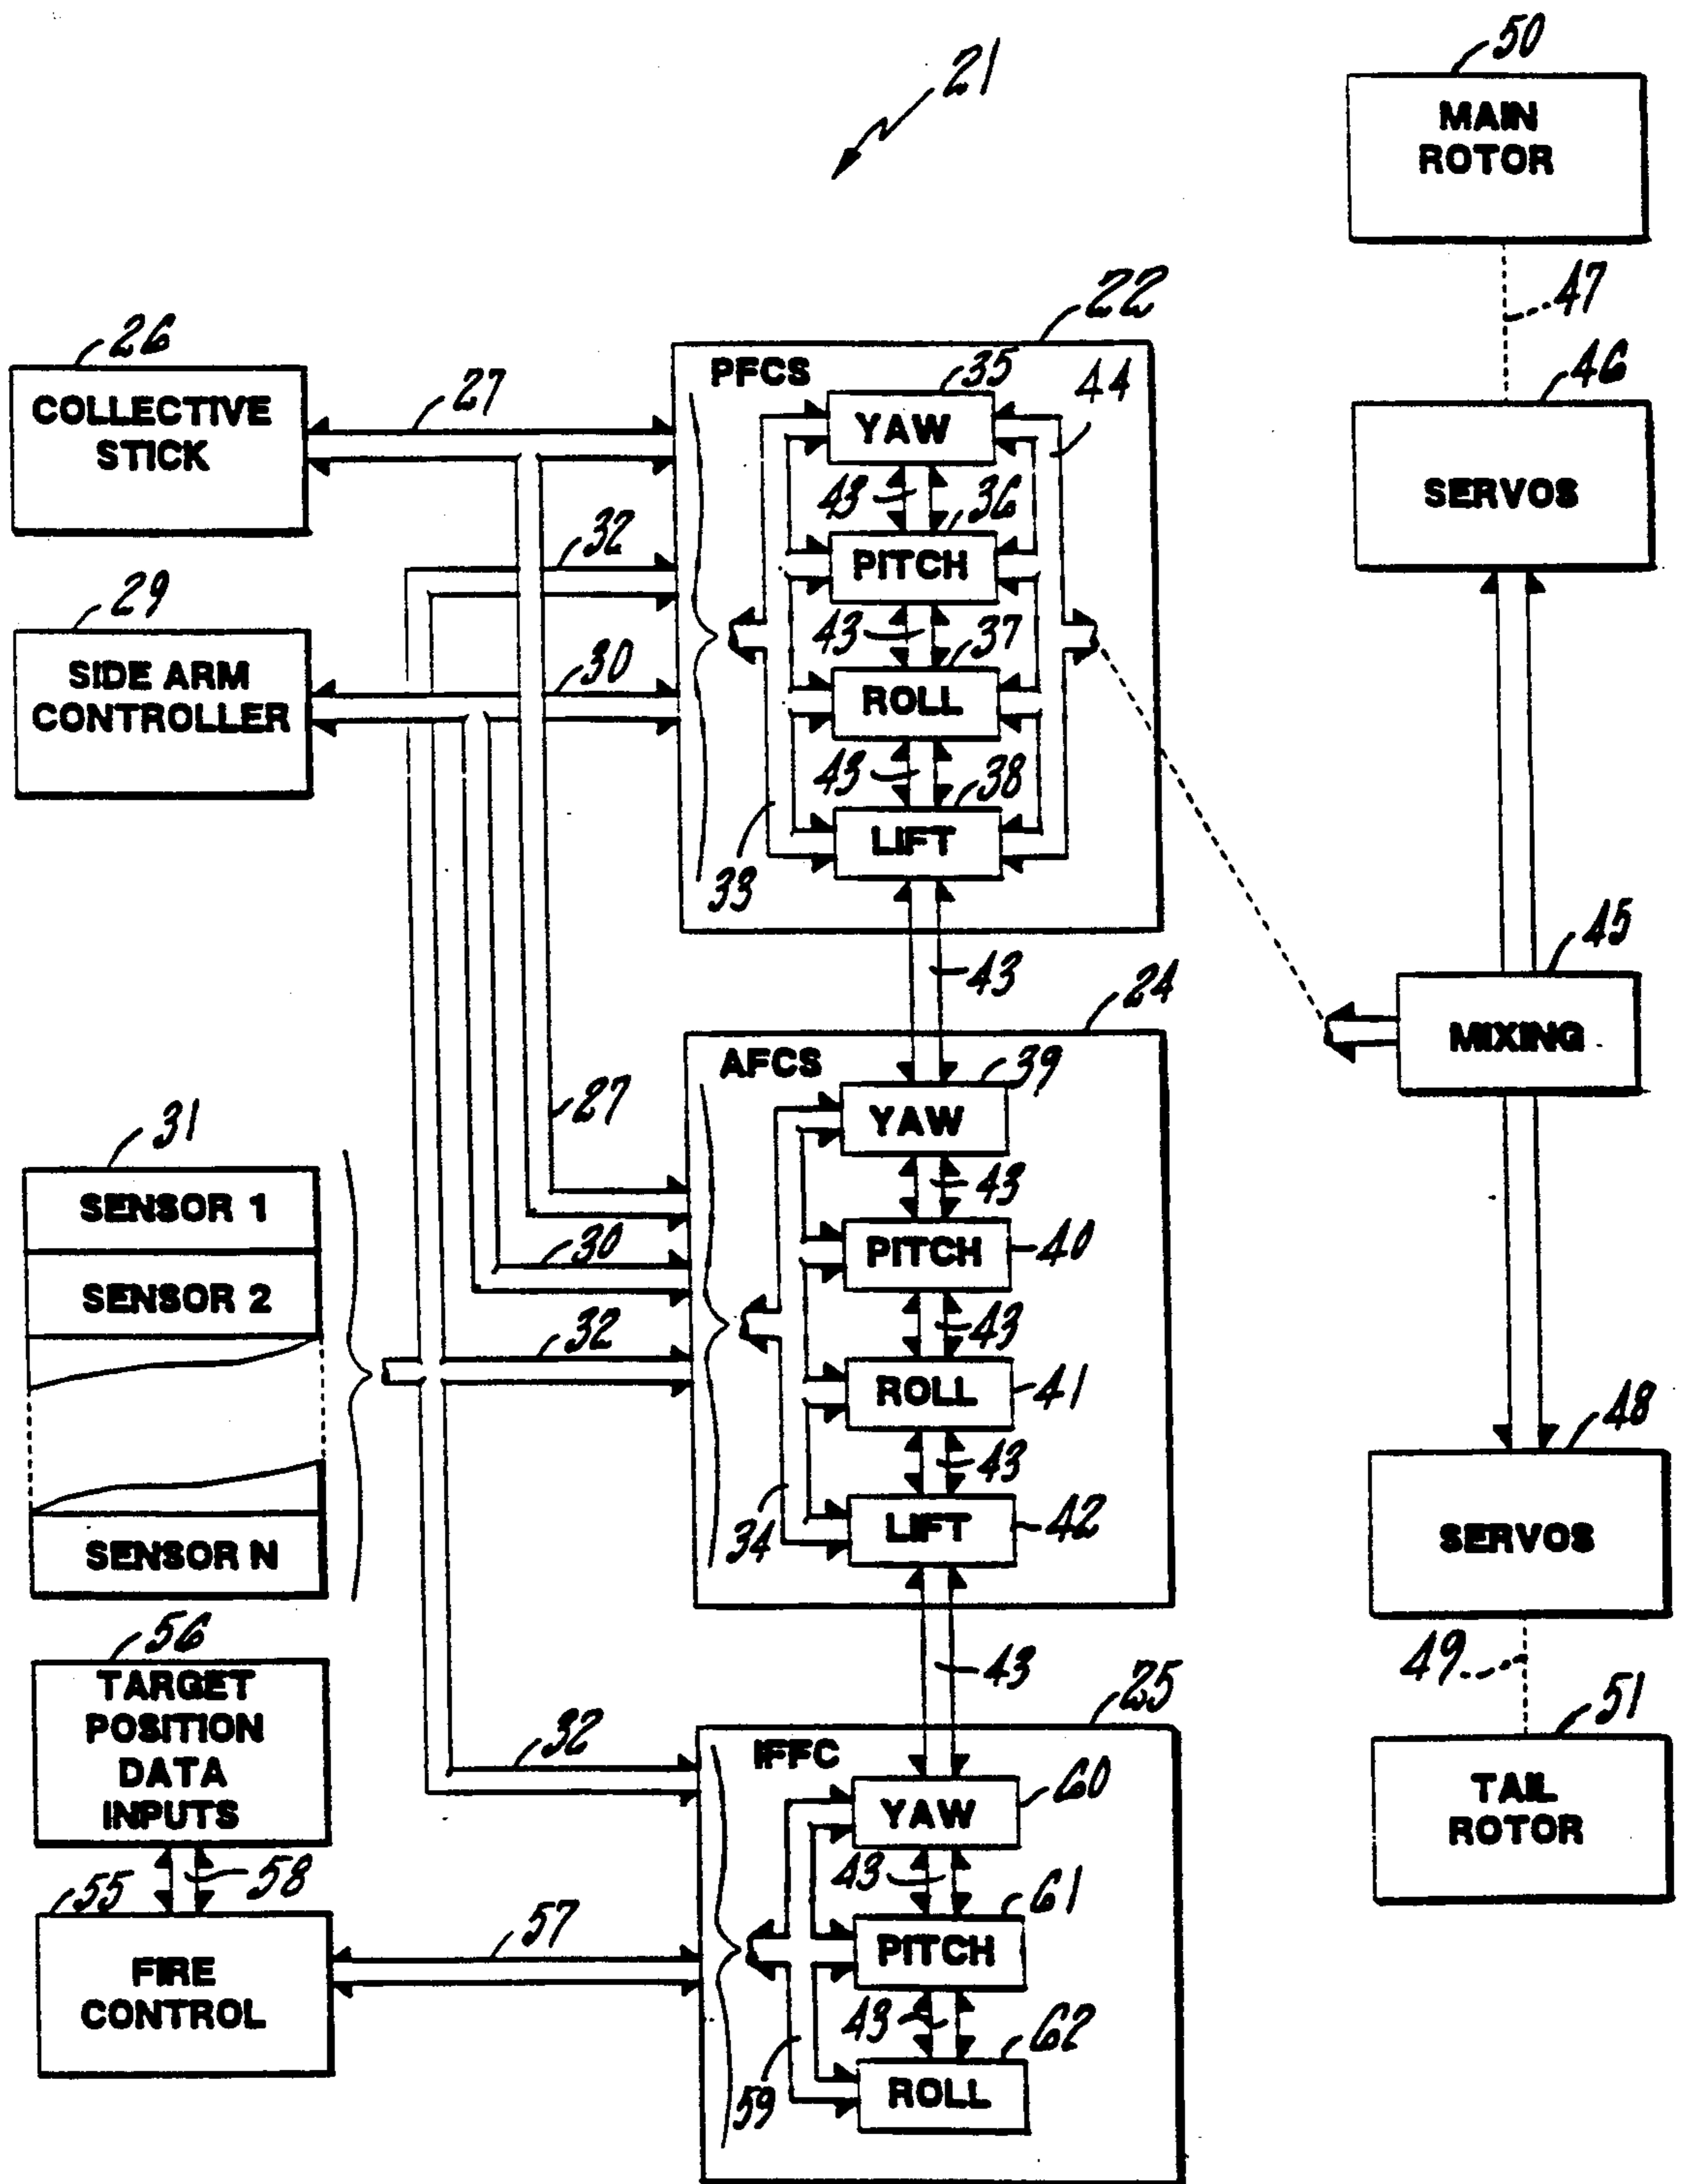 21
50
MAIN
ROTOR
47
22
26
COLLECTIVE
STICK
27
PFCS
35
44
YAW
46
SERVOS
43
36
32
PITCH
29
SIDE ARM
CONTROLLER
30
43
37
ROLL
43
38
LIFT
33
43
45
MIXING
24
AFCS
39
YAW
27
31
SENSOR 1
43
SENSOR 2
30
PITCH
40
32
43
ROLL
41
43
48
SERVOS
34
LIFT
42
SENSOR N
56
TARGET
POSITION
DATA
INPUTS
43
25
49
51
TAIL
ROTOR
32
IFFC
60
YAW
58
43
61
55
FIRE
CONTROL
57
PITCH
43
62
59
ROLL